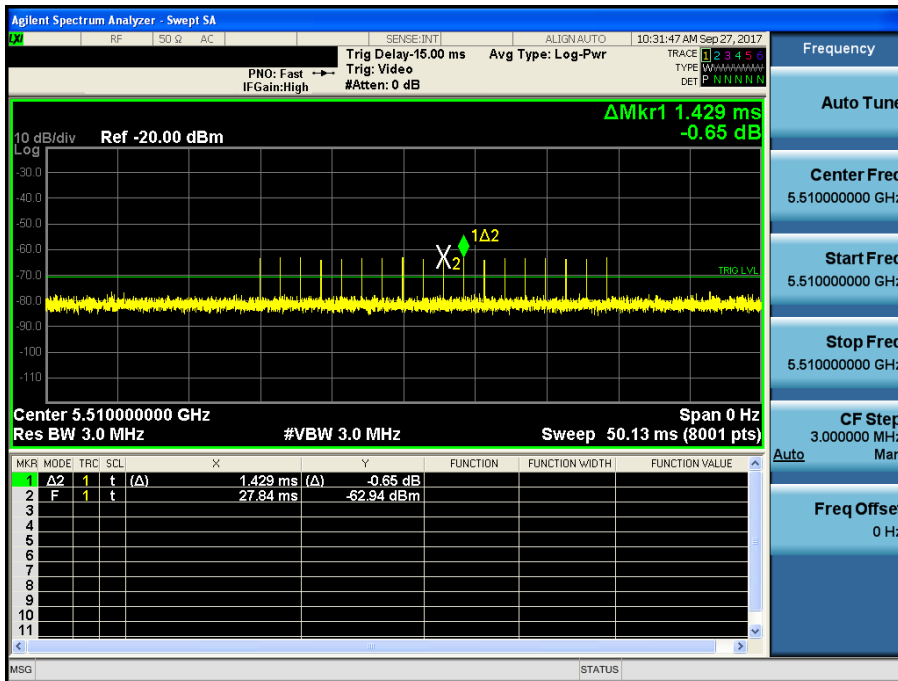 Agilent Spectrum Analyzer - Swept SA
LXI RF 50 Ω AC SENSE:INT ALIGN AUTO 10:31:47 AM Sep 27, 2017
PNO: Fast Trig Delay-15.00 ms Avg Type: Log-Pwr TRACE 1 2 3 4 5 6
IFGain:High Trig: Video TYPE WWWWWWW
#Atten: 0 dB DET P N N N N N
ΔMkr1 1.429 ms
-0.65 dB
10 dB/div Ref -20.00 dBm
Log
-30.0
-40.0
-50.0
-60.0
-70.0
-80.0
-90.0
-100
-110
1Δ2
X2
TRIG LVL
Center 5.510000000 GHz Span 0 Hz
Res BW 3.0 MHz #VBW 3.0 MHz Sweep 50.13 ms (8001 pts)
MKR MODE TRC SCL X Y FUNCTION FUNCTION WIDTH FUNCTION VALUE
1 Δ2 1 t (Δ) 1.429 ms (Δ) -0.65 dB
2 F 1 t 27.84 ms -62.94 dBm
3
4
5
6
7
8
9
10
11
MSG STATUS
Frequency
Auto Tune
Center Freq
5.510000000 GHz
Start Freq
5.510000000 GHz
Stop Freq
5.510000000 GHz
CF Step
3.000000 MHz
Auto Man
Freq Offset
0 Hz